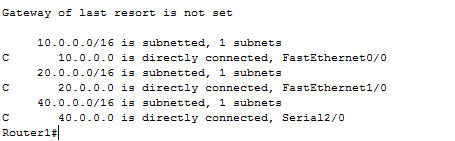 Gateway of last resort is not set
     10.0.0.0/16 is subnetted, 1 subnets
C       10.0.0.0 is directly connected, FastEthernet0/0
     20.0.0.0/16 is subnetted, 1 subnets
C       20.0.0.0 is directly connected, FastEthernet1/0
     40.0.0.0/16 is subnetted, 1 subnets
C       40.0.0.0 is directly connected, Serial2/0
Router1#